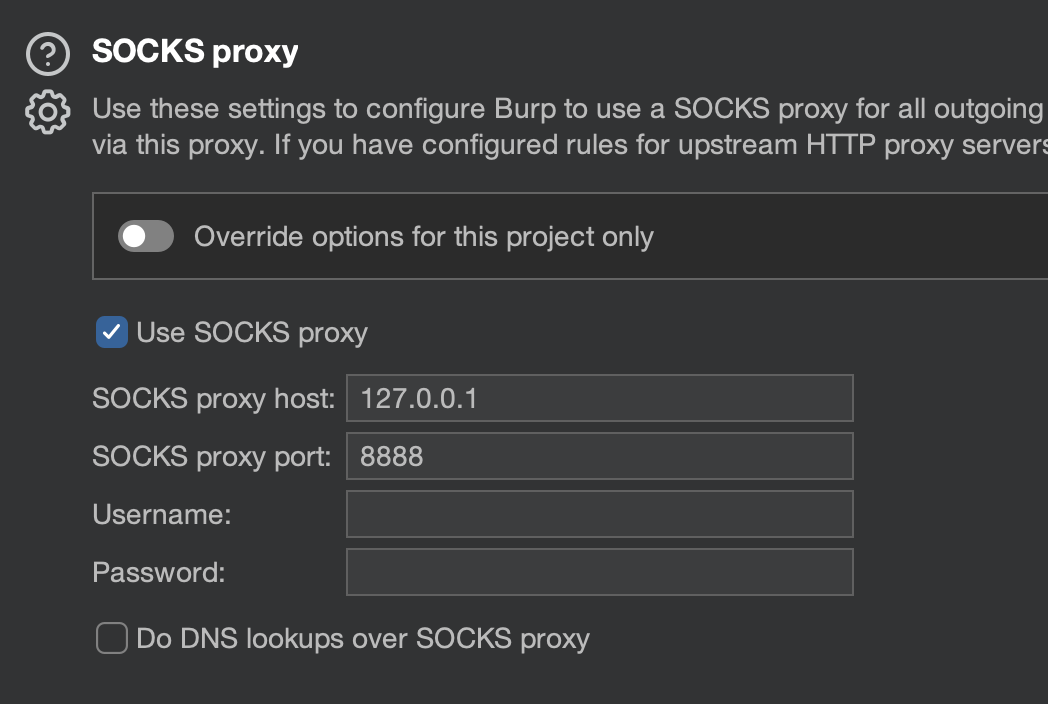 SOCKS proxy
Use these settings to configure Burp to use a SOCKS proxy for all outgoing
via this proxy. If you have configured rules for upstream HTTP proxy servers
Override options for this project only
Use SOCKS proxy
SOCKS proxy host: 127.0.0.1
SOCKS proxy port: 8888
Username:
Password:
Do DNS lookups over SOCKS proxy